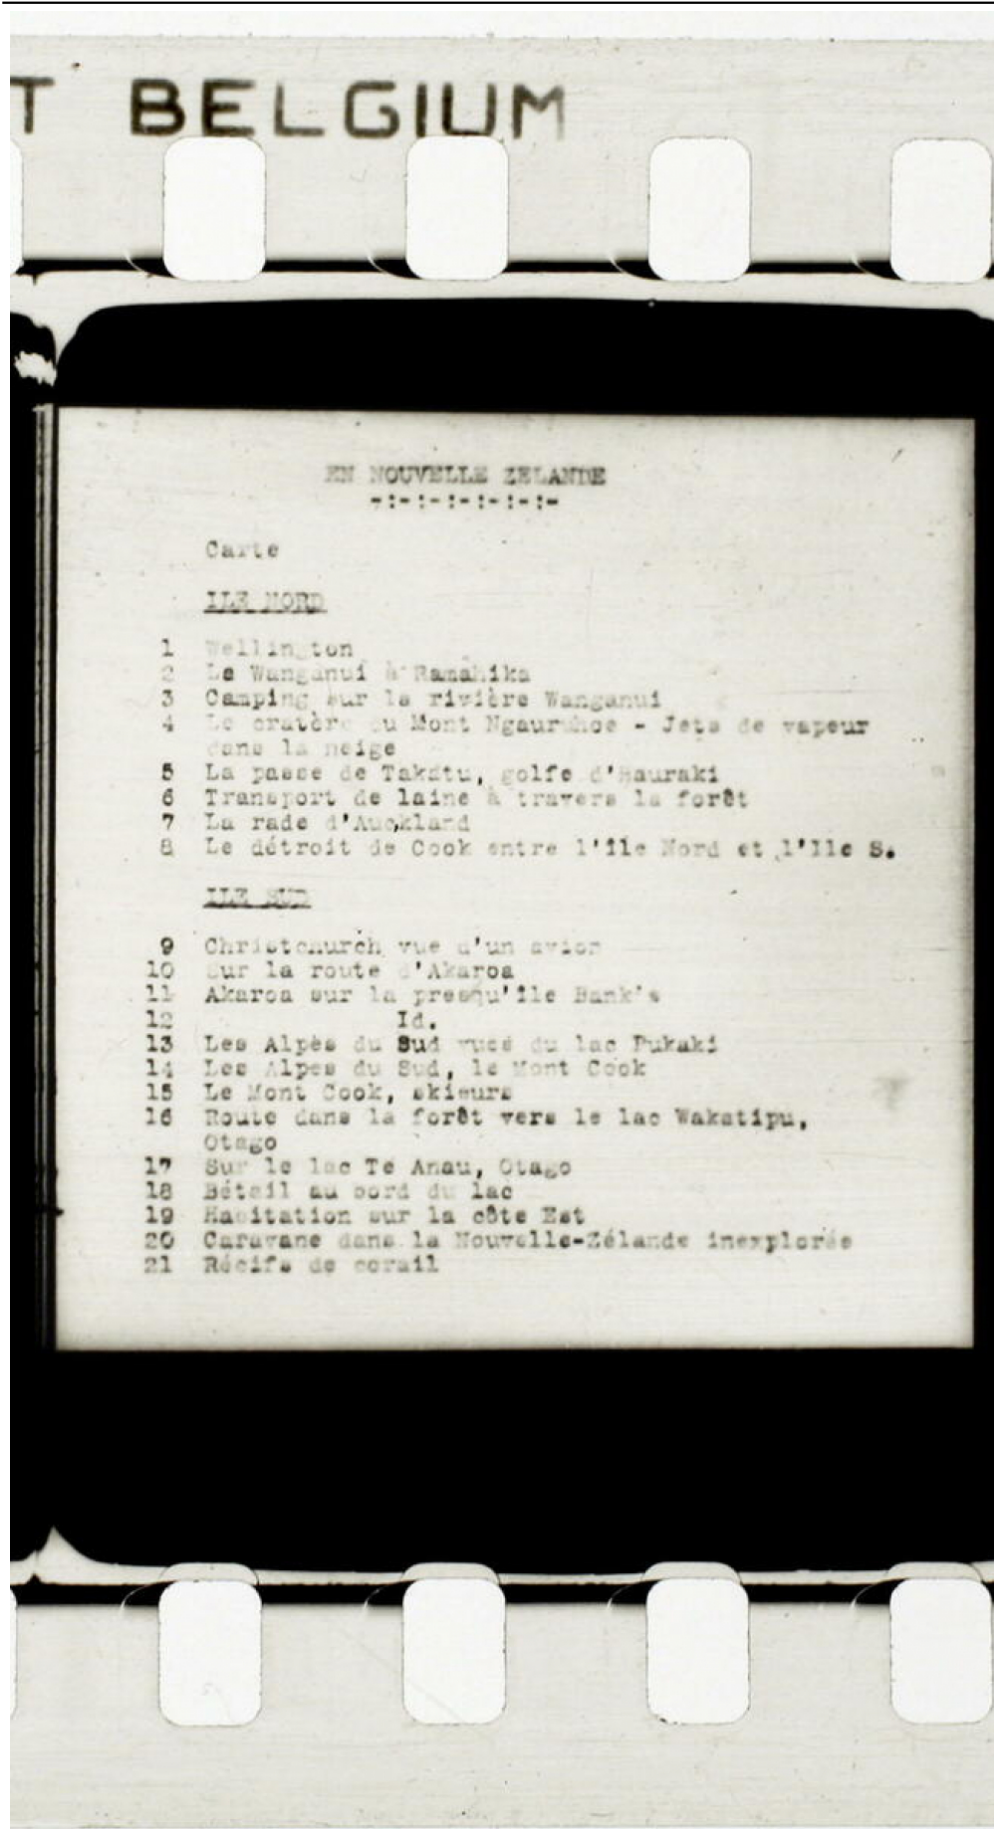 T BELGIUM
EN NOUVELLE ZELANDE
-:-:-:-:-:-:-
Carte
ILE NORD
1 Wellington
2 Le Wanganui à Ramahika
3 Camping sur la rivière Wanganui
4 Le cratère du Mont Ngauruhoe - Jets de vapeur
dans la neige
5 La passe de Takatu, golfe d'Hauraki
6 Transport de laine à travers la forêt
7 La rade d'Auckland
8 Le détroit de Cook entre l'île Nord et l'Ile S.
ILE SUD
9 Christchurch vue d'un avion
10 Sur la route d'Akaroa
11 Akaroa sur la presqu'île Bank's
12 Id.
13 Les Alpès du Sud vues du lac Pukaki
14 Les Alpes du Sud, le Mont Cook
15 Le Mont Cook, skieurs
16 Route dans la forêt vers le lac Wakatipu,
Otago
17 Sur le lac Te Anau, Otago
18 Bétail au bord du lac
19 Habitation sur la côte Est
20 Caravane dans la Nouvelle-Zélande inexplorée
21 Récifs de corail